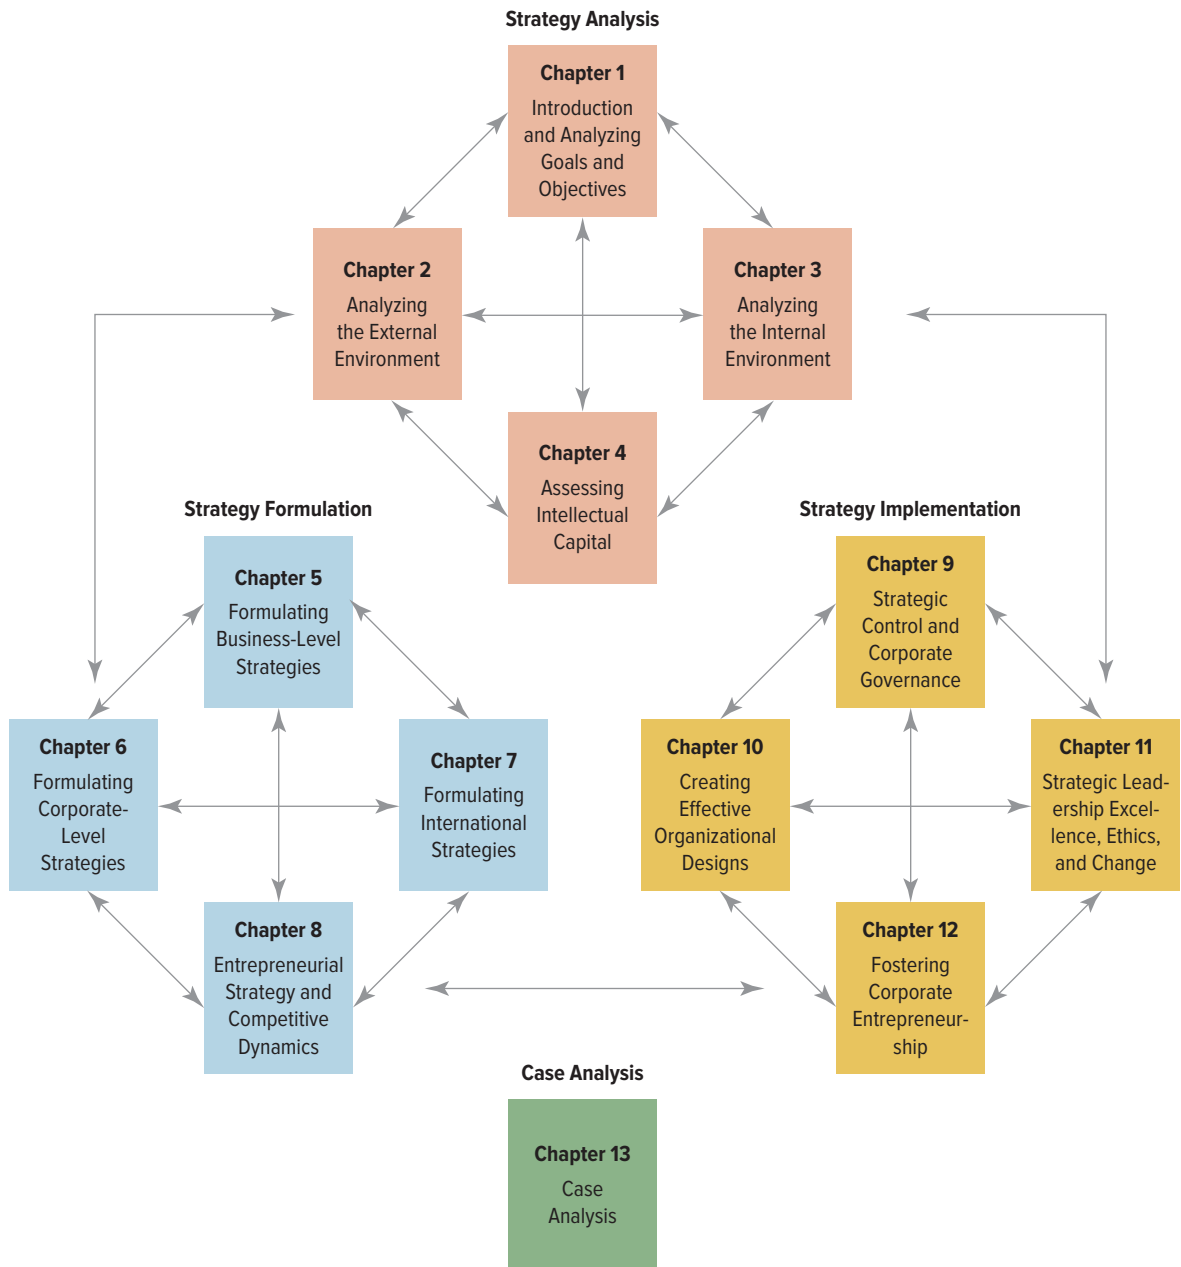 Strategy Analysis
Chapter 1
Introduction
and Analyzing
Goals and
Objectives
Chapter 2
Analyzing
the External
Environment
Chapter 3
Analyzing
the Internal
Environment
Chapter 4
Assessing
Intellectual
Capital
Strategy Formulation
Chapter 5
Formulating
Business-Level
Strategies
Chapter 6
Formulating
Corporate-
Level
Strategies
Chapter 7
Formulating
International
Strategies
Chapter 8
Entrepreneurial
Strategy and
Competitive
Dynamics
Strategy Implementation
Chapter 9
Strategic
Control and
Corporate
Governance
Chapter 10
Creating
Effective
Organizational
Designs
Chapter 11
Strategic Lead-
ership Excel-
lence, Ethics,
and Change
Chapter 12
Fostering
Corporate
Entrepreneur-
ship
Case Analysis
Chapter 13
Case
Analysis